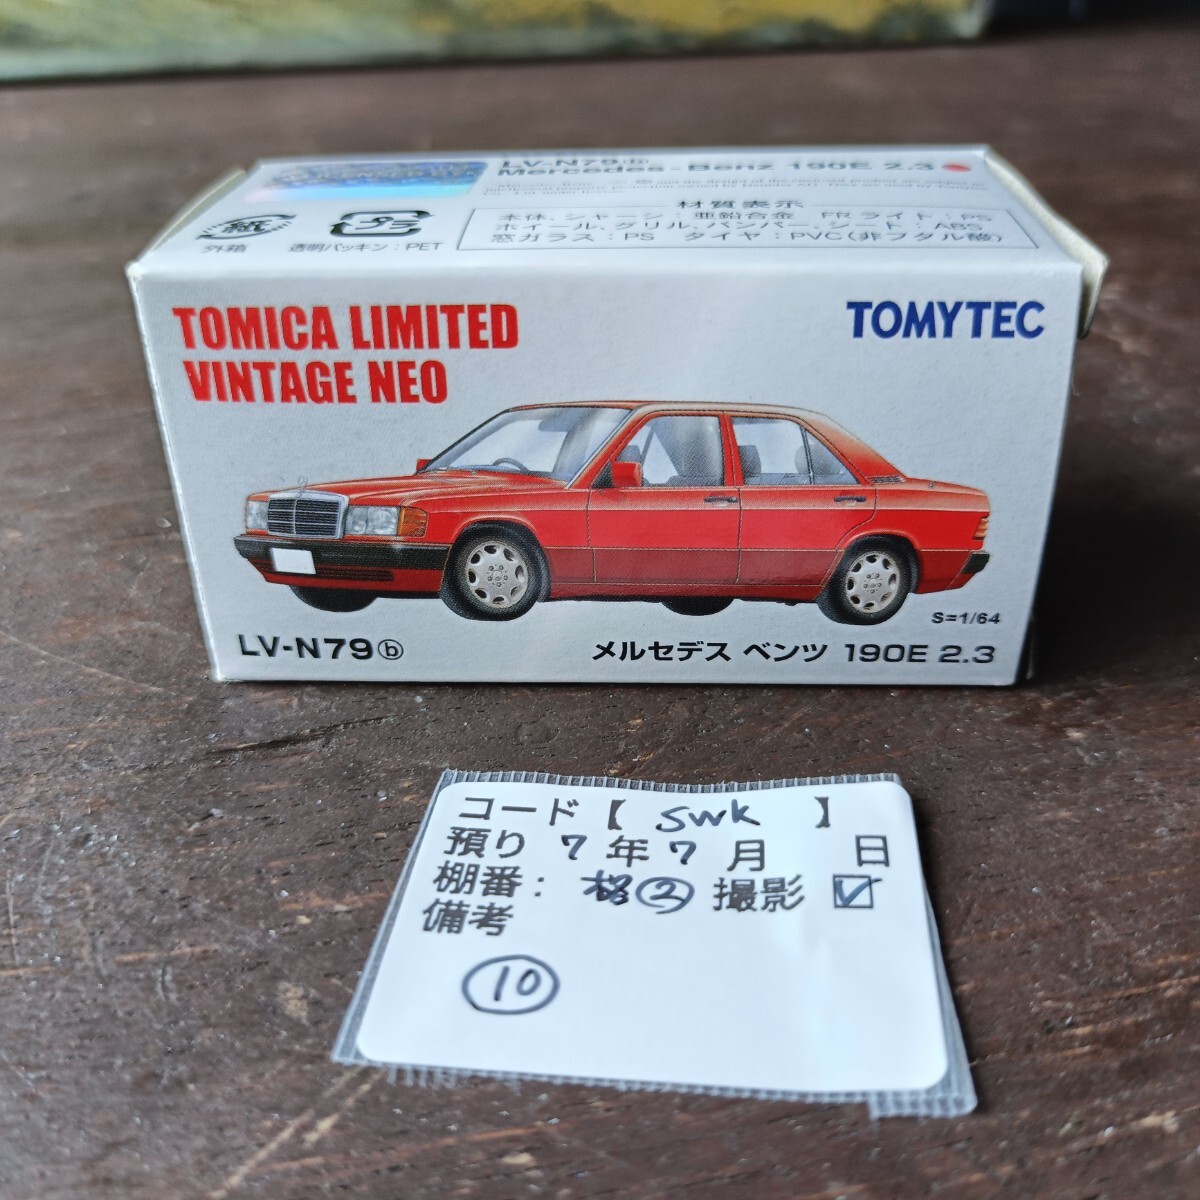 LV-N79ⓑ
Mercedes-Benz 190E 2.3
材質表示
本体、シャーシ：亜鉛合金 FRライト：PS
ホイール、グリル、バンパー、シート：ABS
窓ガラス：PS タイヤ：PVC(非フタル酸)
紙
外箱
プラ
透明パッキン：PET
TOMICA LIMITED
VINTAGE NEO
TOMYTEC
S=1/64
LV-N79ⓑ
メルセデス ベンツ 190E 2.3
コード【 SWK 】
預り 7年7月 日
棚番： ② 撮影 ☑
備考
⑩